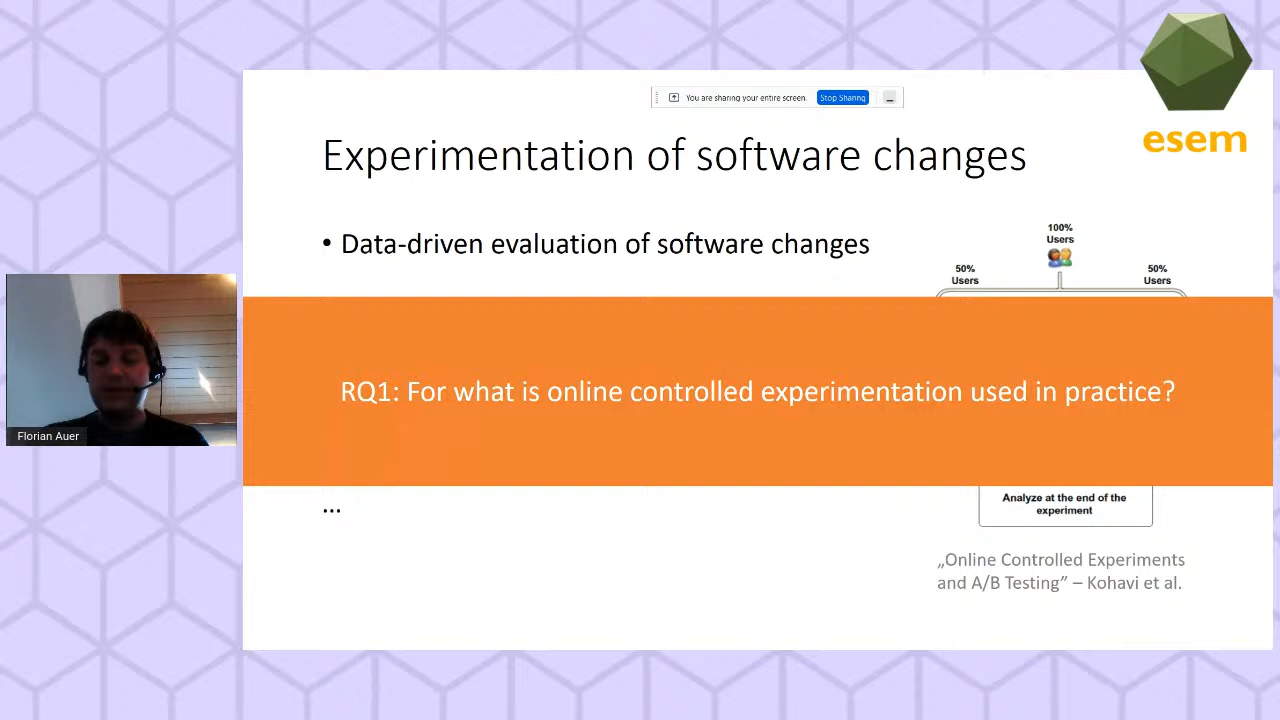 You are sharing your entire screen.
Stop Sharing
esem
Experimentation of software changes
• Data-driven evaluation of software changes
100%
Users
50%
Users
50%
Users
RQ1: For what is online controlled experimentation used in practice?
Florian Auer
...
Analyze at the end of the
experiment
„Online Controlled Experiments
and A/B Testing” – Kohavi et al.